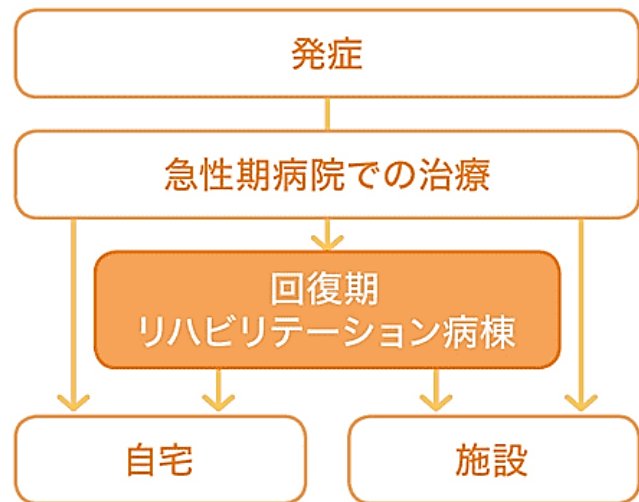 発症
急性期病院での治療
回復期
リハビリテーション病棟
自宅
施設